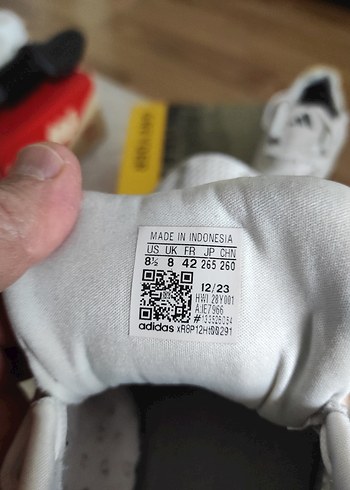 MADE IN INDONESIA
US UK FR JP CHN
8½ 8 42 265 260
12/23
HWI 28Y001
A:IE7966
adidas